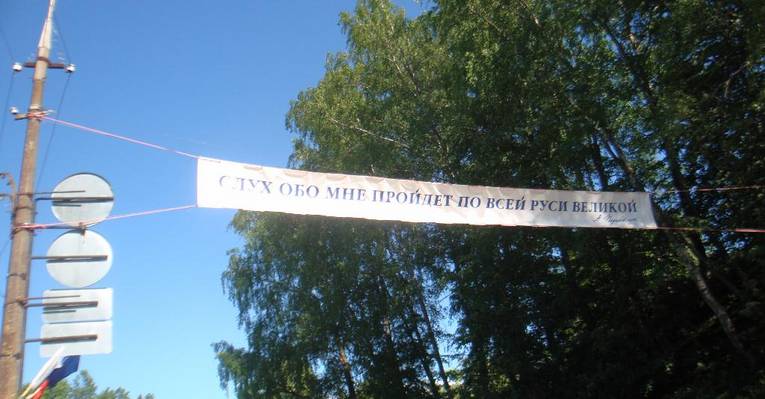 СЛУХ ОБО МНЕ ПРОЙДЕТ ПО ВСЕЙ РУСИ ВЕЛИКОЙ